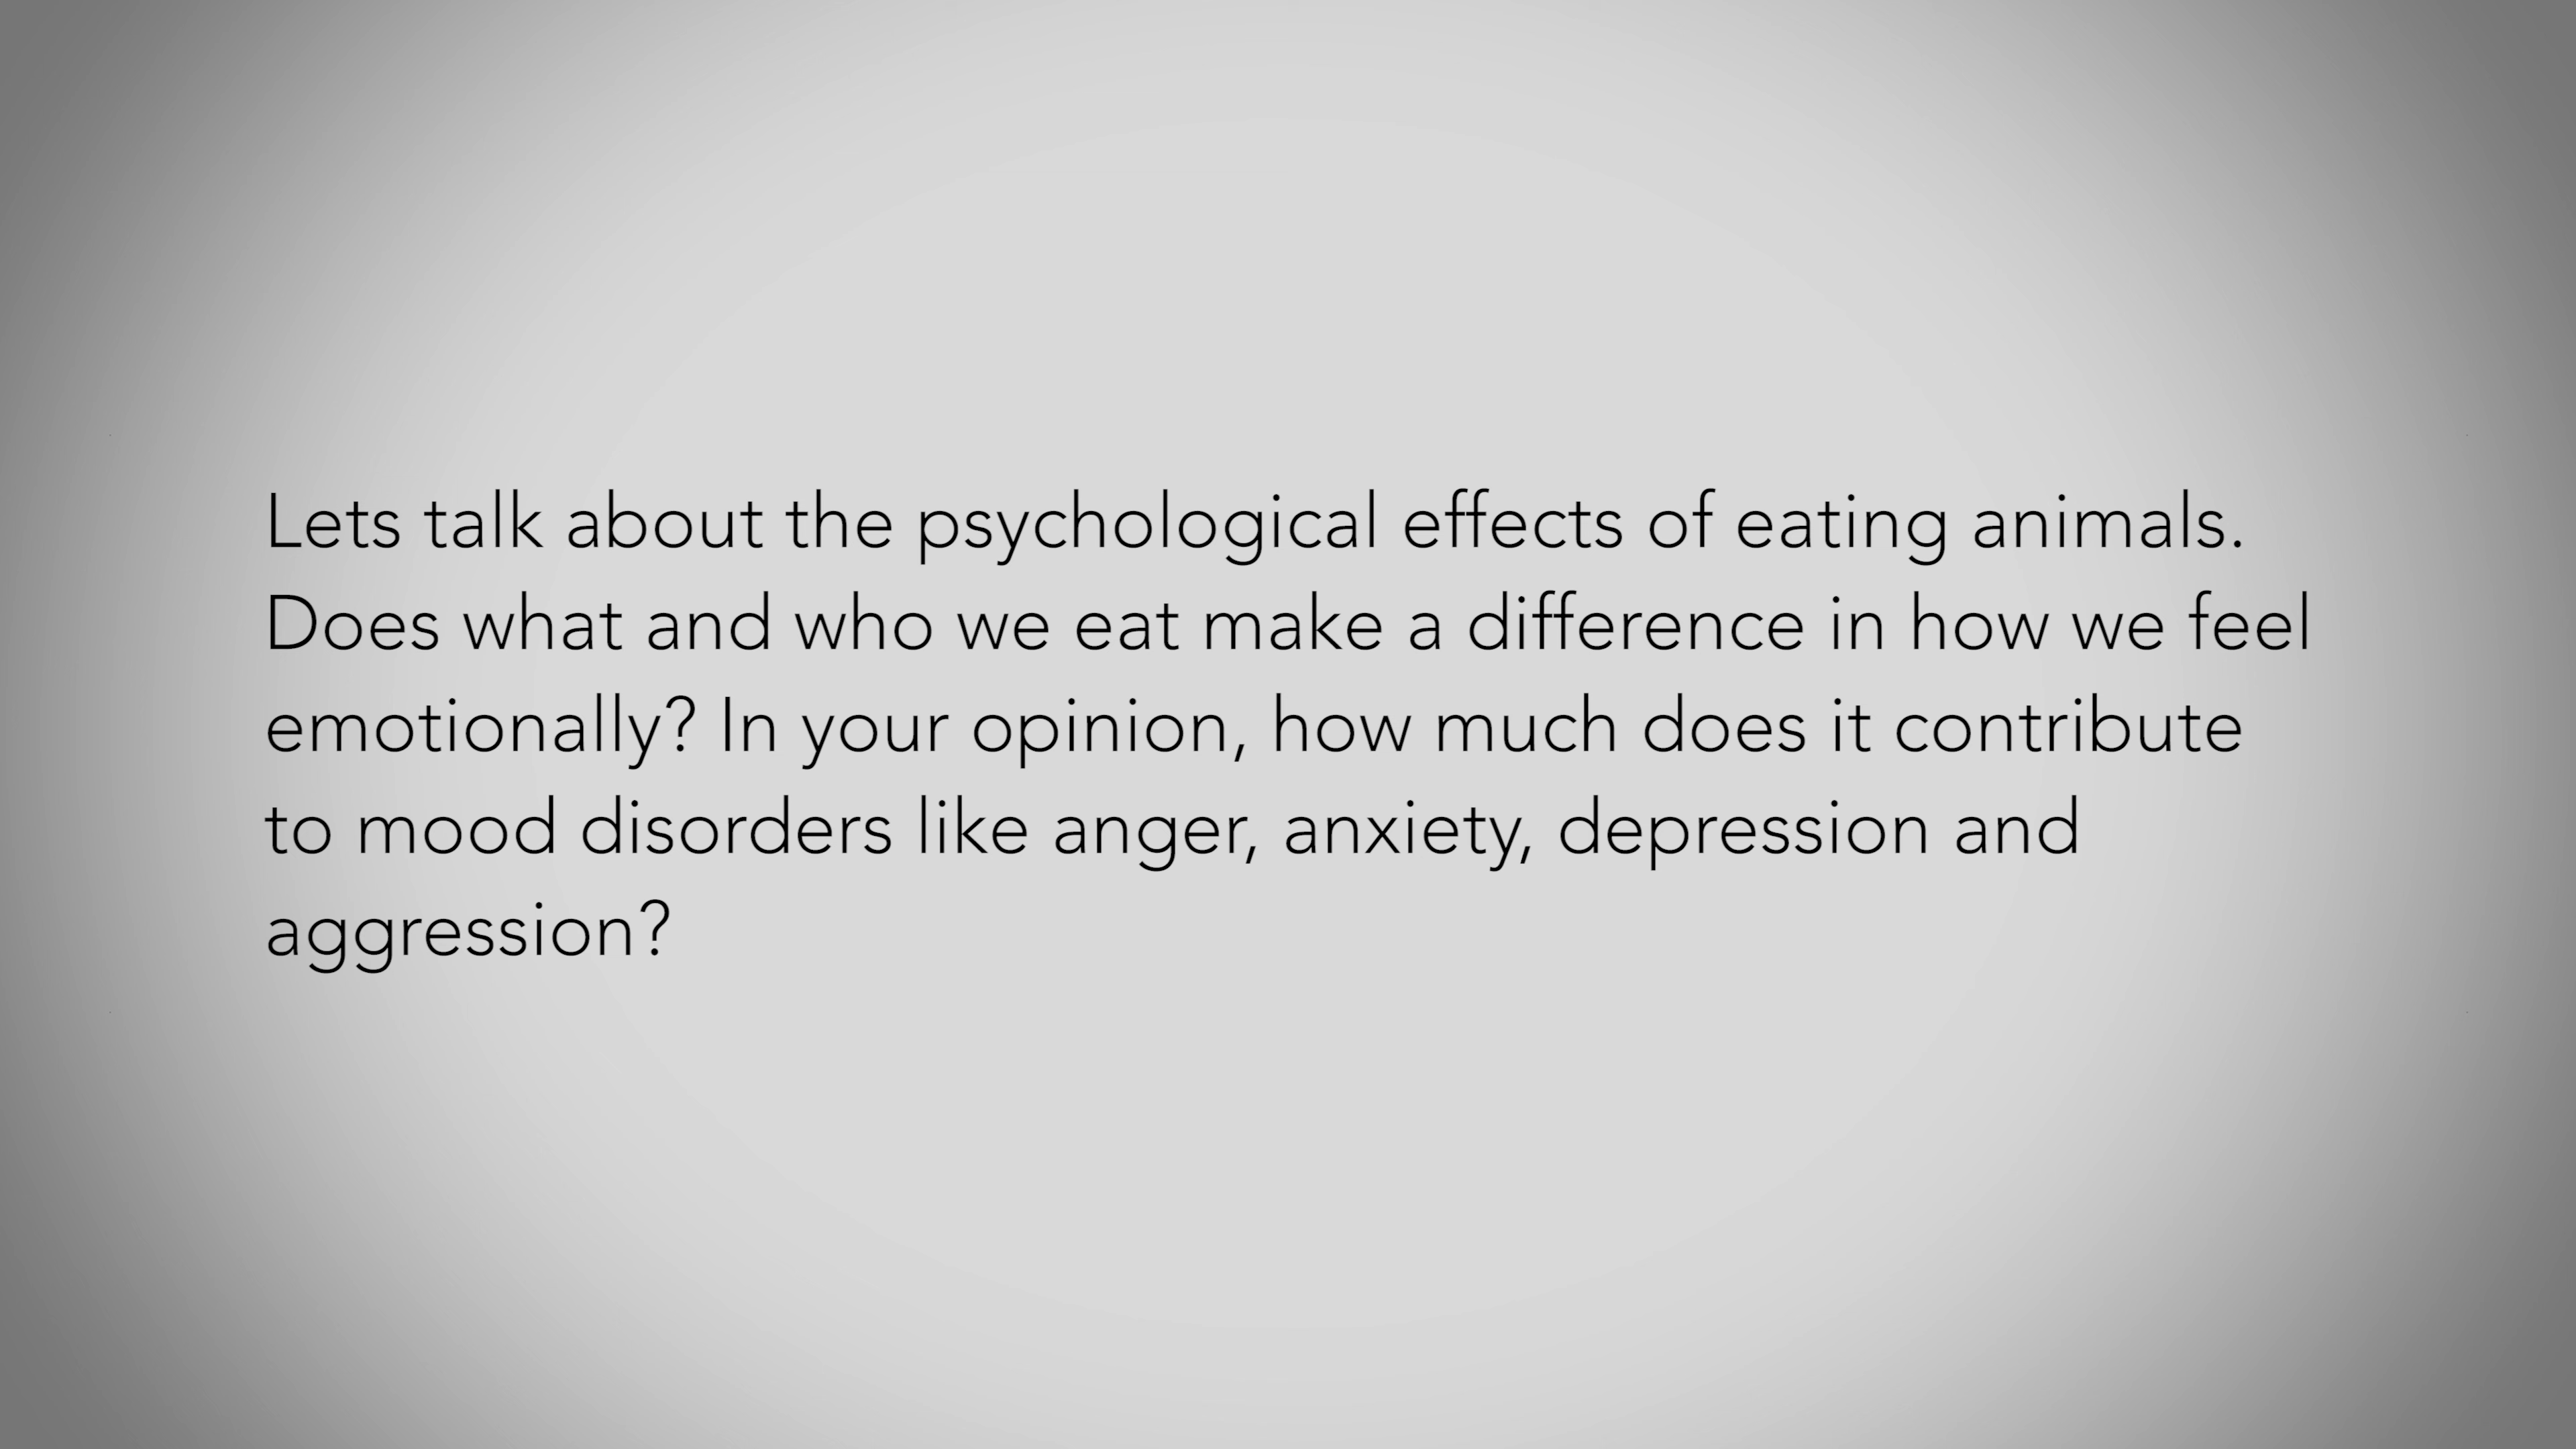 Lets talk about the psychological effects of eating animals.
Does what and who we eat make a difference in how we feel
emotionally? In your opinion, how much does it contribute
to mood disorders like anger, anxiety, depression and
aggression?